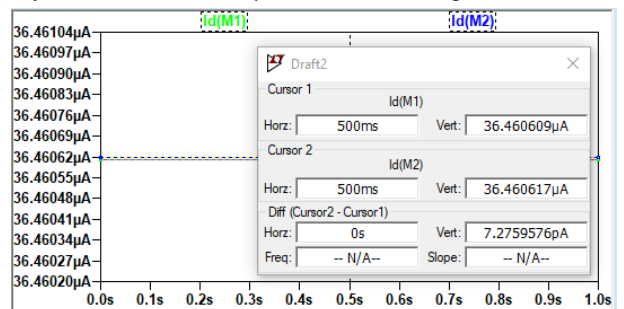 Id(M1) Id(M2)
36.46104µA
36.46097µA
36.46090µA
36.46083µA
36.46076µA
36.46069µA
36.46062µA
36.46055µA
36.46048µA
36.46041µA
36.46034µA
36.46027µA
36.46020µA
0.0s 0.1s 0.2s 0.3s 0.4s 0.5s 0.6s 0.7s 0.8s 0.9s 1.0s
Draft2
Cursor 1
Id(M1)
Horz: 500ms Vert: 36.460609µA
Cursor 2
Id(M2)
Horz: 500ms Vert: 36.460617µA
Diff (Cursor2 - Cursor1)
Horz: 0s Vert: 7.2759576pA
Freq: -- N/A-- Slope: -- N/A--